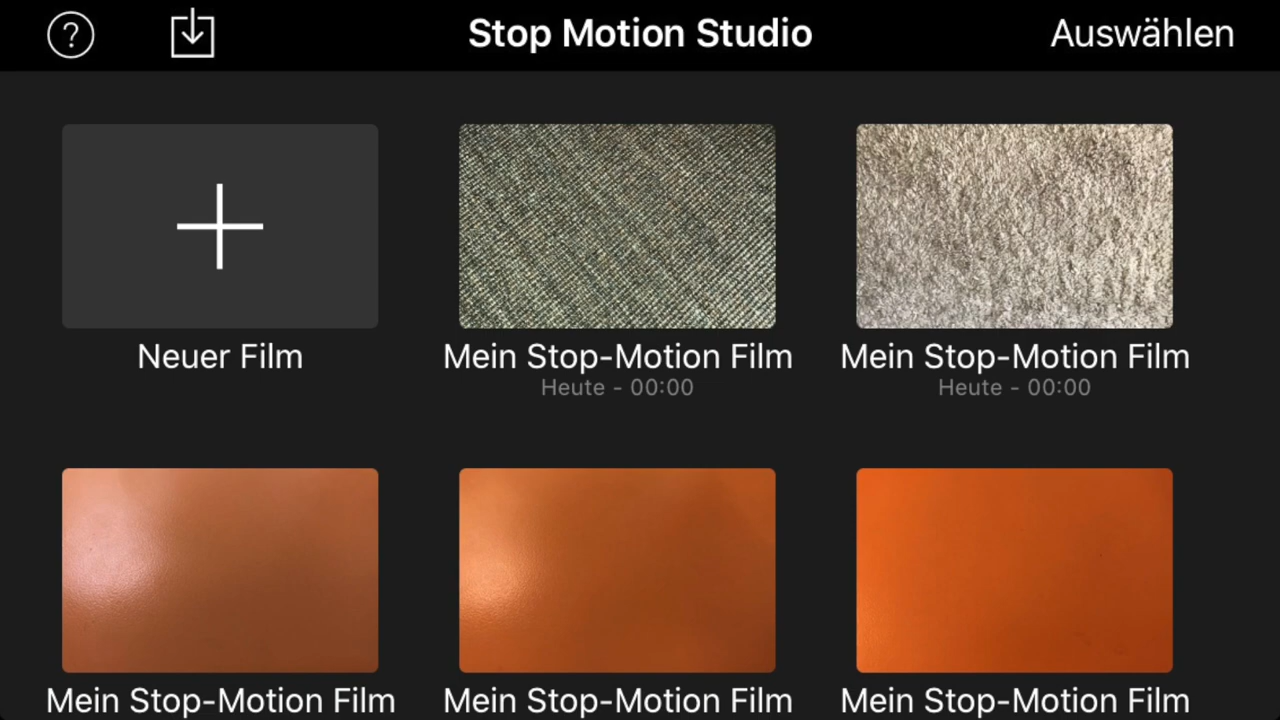 ?
Stop Motion Studio
Auswählen
Neuer Film
Mein Stop-Motion Film
Heute - 00:00
Mein Stop-Motion Film
Heute - 00:00
Mein Stop-Motion Film
Mein Stop-Motion Film
Mein Stop-Motion Film